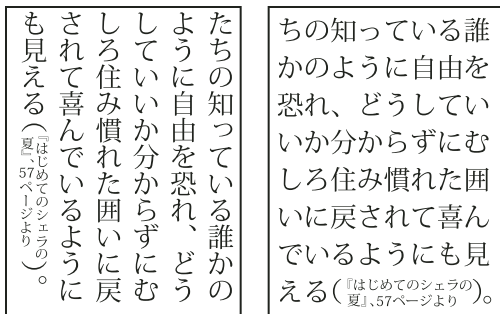 たちの知っている誰かの
ように自由を恐れ、どう
していいか分からずにむ
しろ住み慣れた囲いに戻
されて喜んでいるように
も見える(『はじめてのシェラの
夏』、57ページより)。
ちの知っている誰
かのように自由を
恐れ、どうしてい
いか分からずにむ
しろ住み慣れた囲
いに戻されて喜ん
でいるようにも見
える(『はじめてのシェラの
夏』、57ページより)。